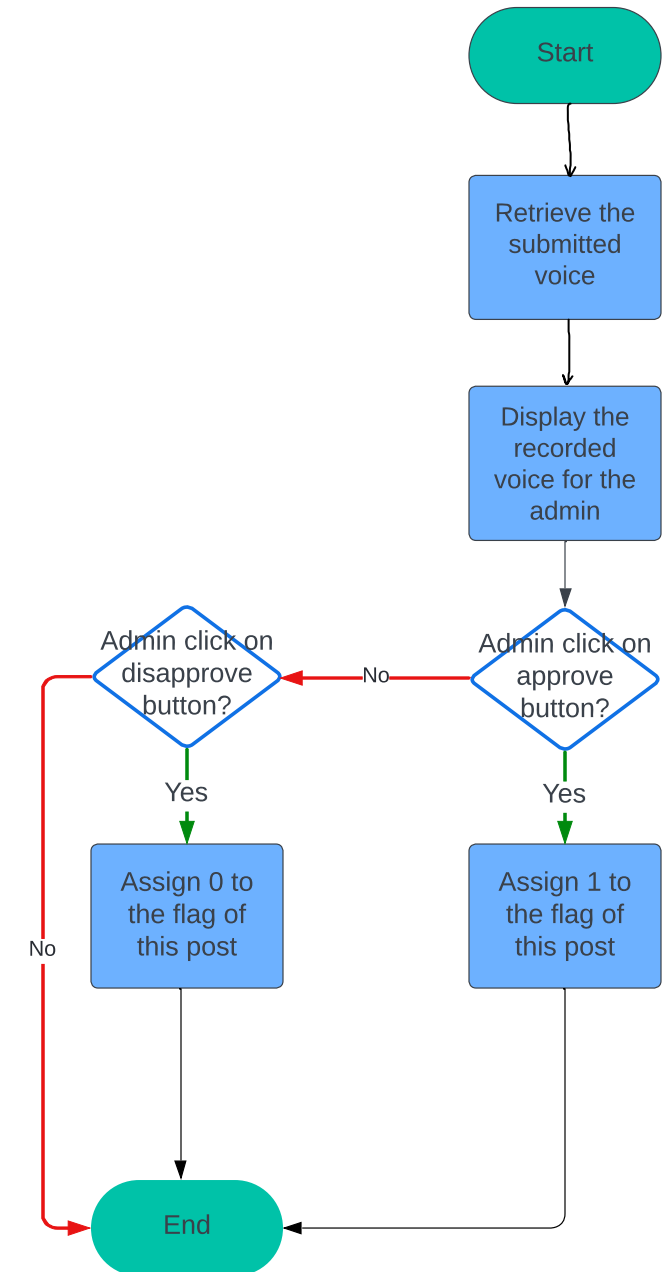 Start
Retrieve the
submitted
voice
Display the
recorded
voice for the
admin
Admin click on
approve
button?
No
Admin click on
disapprove
button?
Yes
Yes
Assign 0 to
the flag of
this post
Assign 1 to
the flag of
this post
No
End